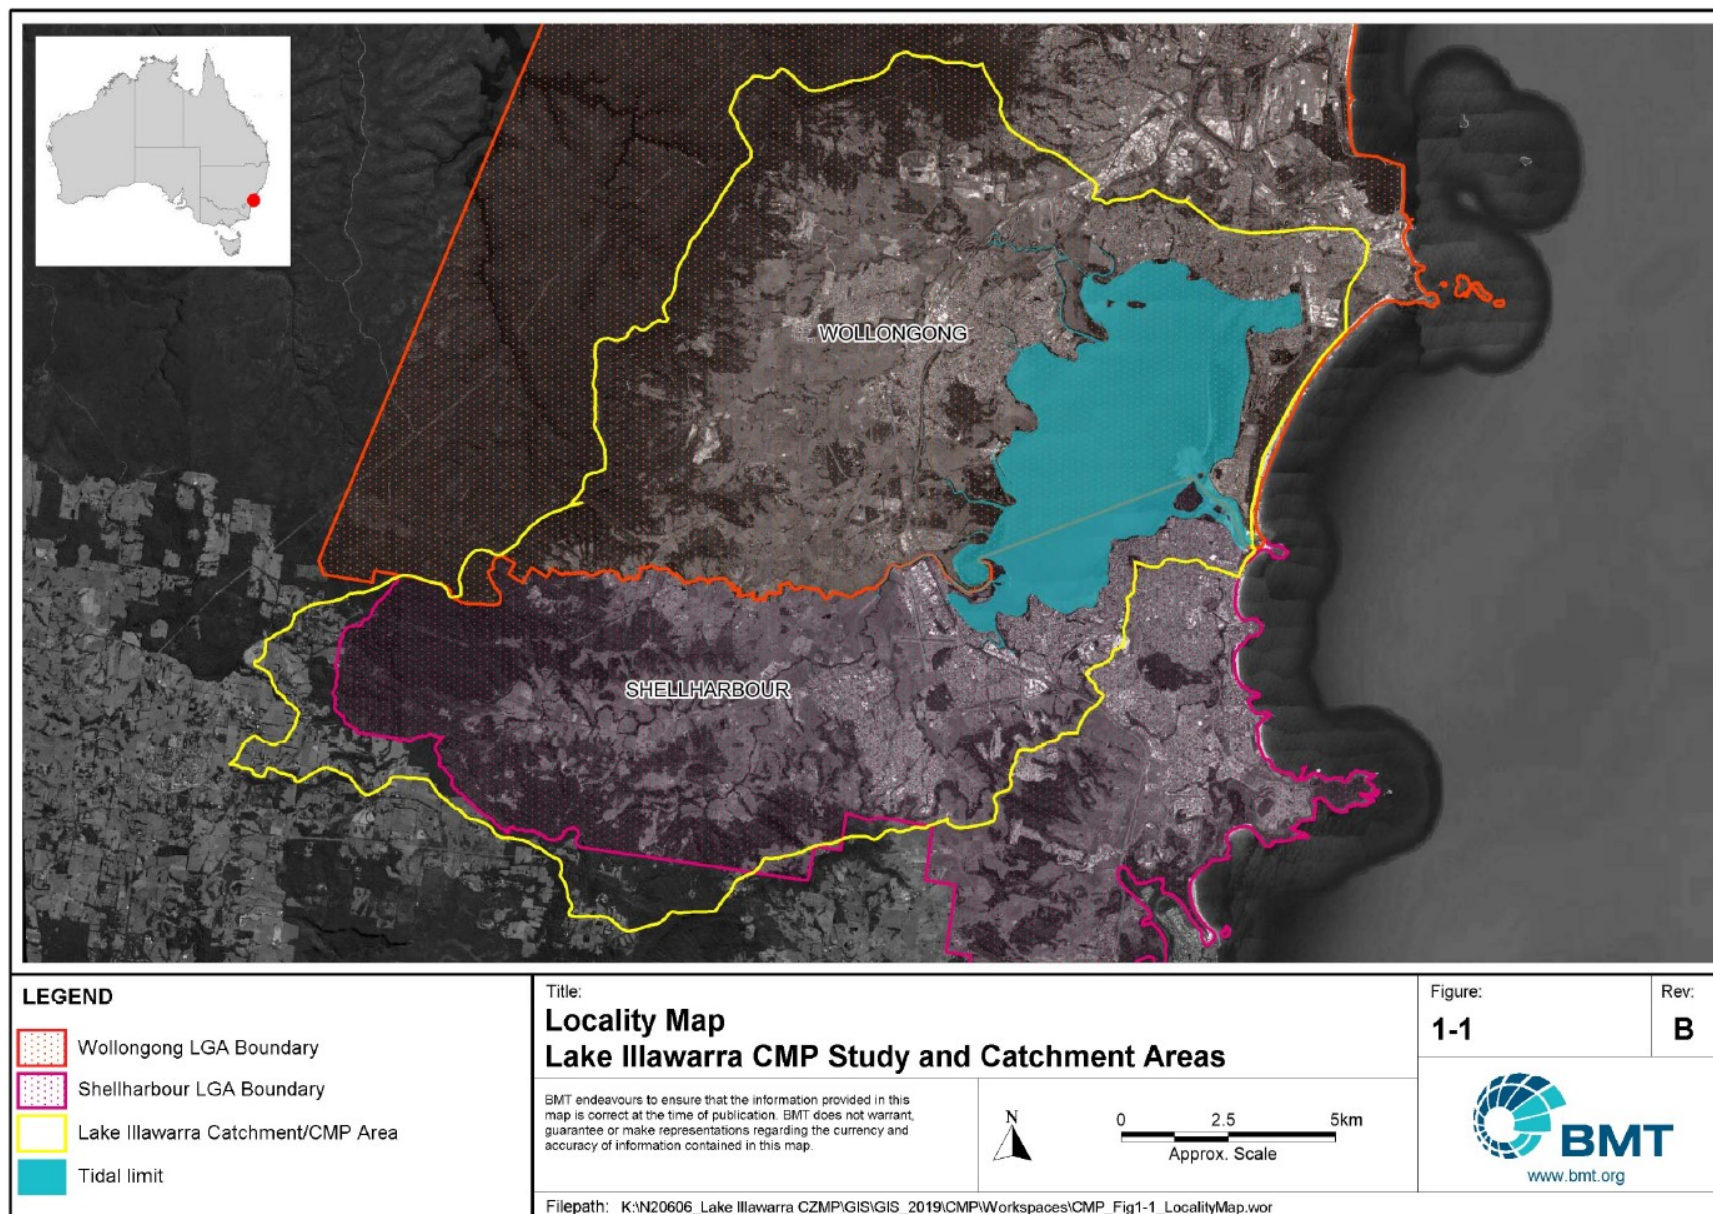 WOLLONGONG
SHELLHARBOUR
LEGEND
Wollongong LGA Boundary
Shellharbour LGA Boundary
Lake Illawarra Catchment/CMP Area
Tidal limit
Title:
Locality Map
Lake Illawarra CMP Study and Catchment Areas
BMT endeavours to ensure that the information provided in this
map is correct at the time of publication. BMT does not warrant,
guarantee or make representations regarding the currency and
accuracy of information contained in this map.
N
0 2.5 5km
Approx. Scale
Figure:
1-1
Rev:
B
BMT
www.bmt.org
Filepath: K:\N20606_Lake Illawarra CZMP\GIS\GIS_2019\CMP\Workspaces\CMP_Fig1-1_LocalityMap.wor